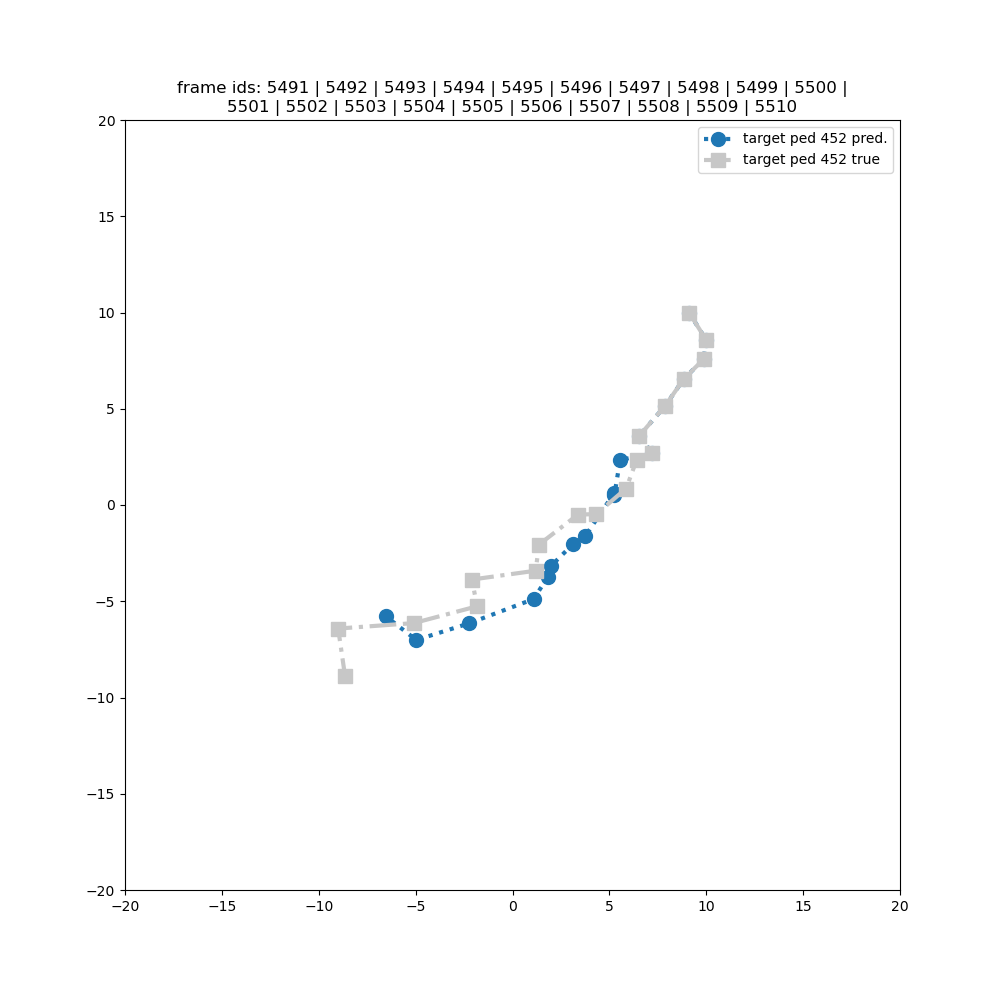 frame ids: 5491 | 5492 | 5493 | 5494 | 5495 | 5496 | 5497 | 5498 | 5499 | 5500 |
5501 | 5502 | 5503 | 5504 | 5505 | 5506 | 5507 | 5508 | 5509 | 5510
target ped 452 pred.
target ped 452 true
20
15
10
5
0
−5
−10
−15
−20
−20 −15 −10 −5 0 5 10 15 20